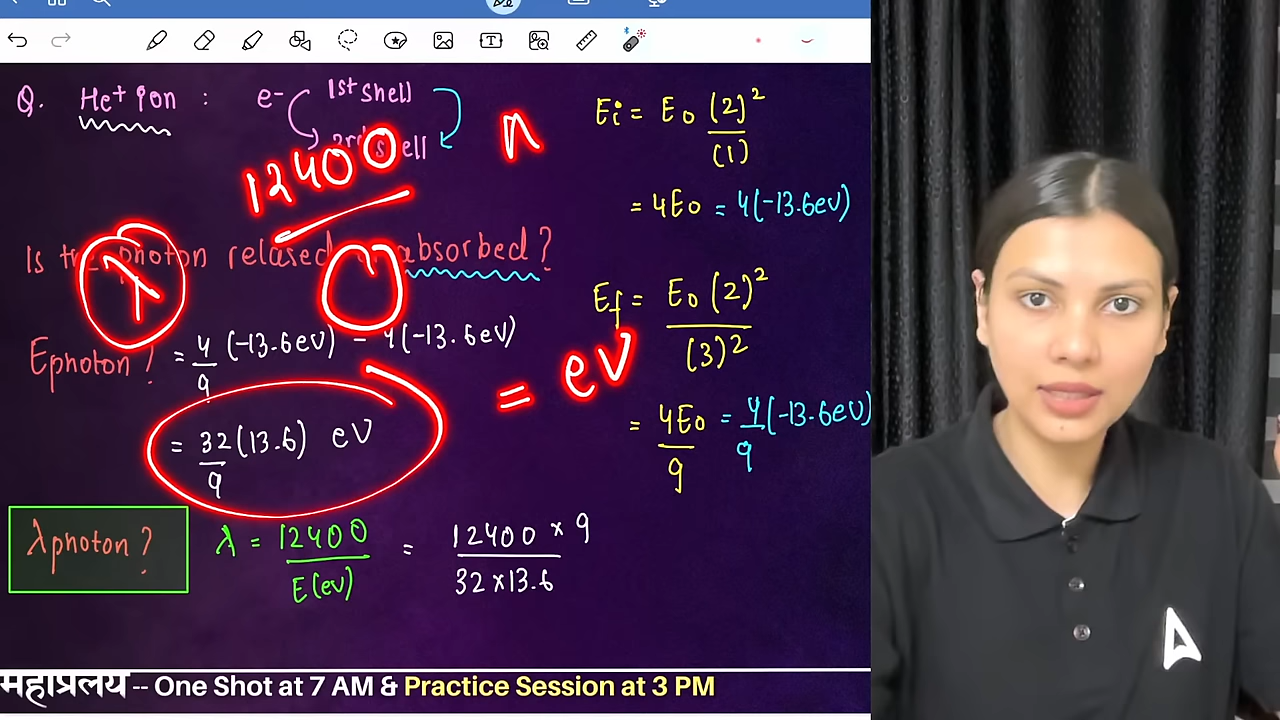 Q. He+ ion : e- 1st shell
3rd shell
12400 n
Is the photon relased or absorbed?
λ
Ephoton? = 4/9 (-13.6eV) - 4(-13.6eV)
= eV
= 32/9 (13.6) eV
λphoton? λ = 12400/E(eV) = 12400 × 9/32×13.6
Ei = E0 (2)²/(1)
= 4E0 = 4(-13.6eV)
Ef = E0 (2)²/(3)²
= 4E0/9 = 4/9 (-13.6eV)
महाप्रलय -- One Shot at 7 AM & Practice Session at 3 PM